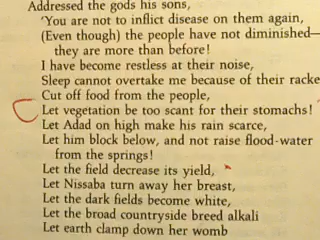 Addressed the gods his sons,
'You are not to inflict disease on them again,
(Even though) the people have not diminished—
they are more than before!
I have become restless at their noise,
Sleep cannot overtake me because of their racke
Cut off food from the people,
Let vegetation be too scant for their stomachs!
Let Adad on high make his rain scarce,
Let him block below, and not raise flood-water
from the springs!
Let the field decrease its yield,
Let Nissaba turn away her breast,
Let the dark fields become white,
Let the broad countryside breed alkali
Let earth clamp down her womb